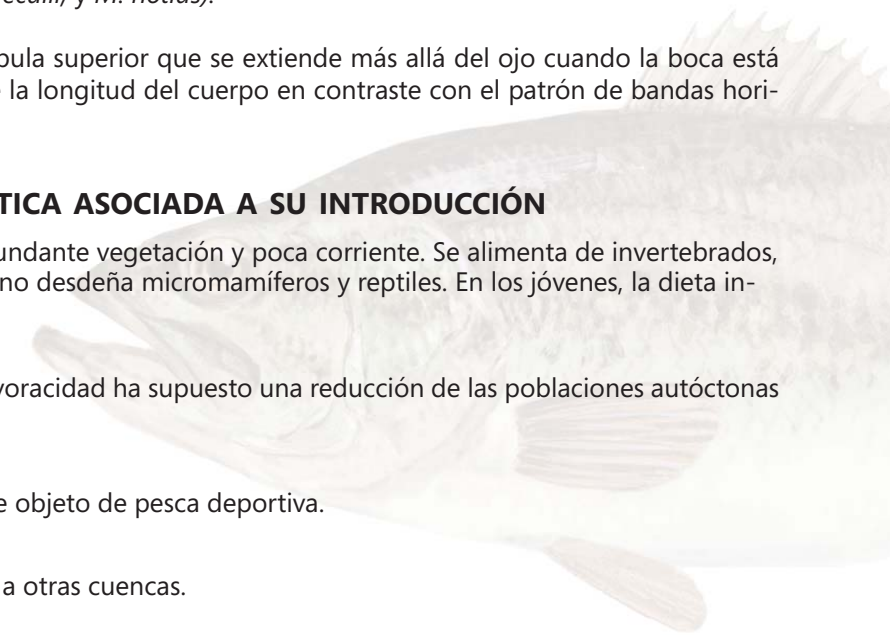 y M. notius).
bula superior que se extiende más allá del ojo cuando la boca está
la longitud del cuerpo en contraste con el patrón de bandas hori-
TICA ASOCIADA A SU INTRODUCCIÓN
undante vegetación y poca corriente. Se alimenta de invertebrados,
no desdeña micromamíferos y reptiles. En los jóvenes, la dieta in-
voracidad ha supuesto una reducción de las poblaciones autóctonas
e objeto de pesca deportiva.
a otras cuencas.